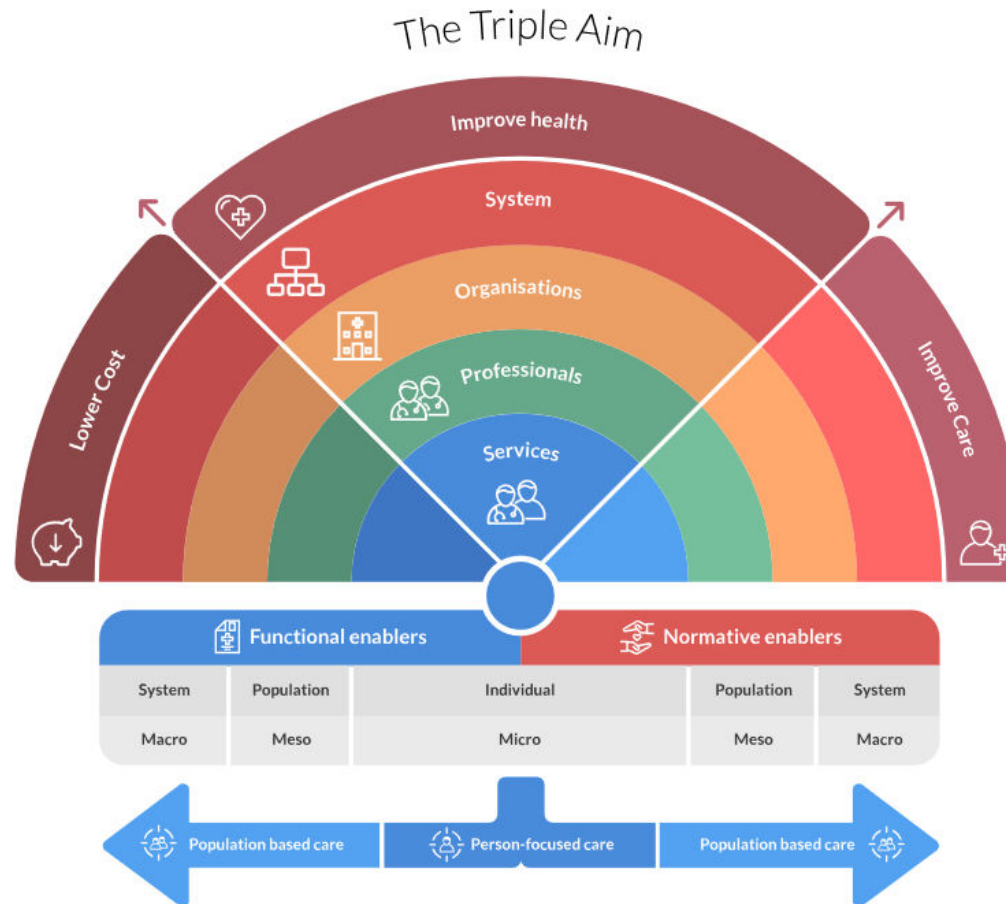 The Triple Aim
Improve health
System
Organisations
Professionals
Services
Lower Cost
Improve Care
Functional enablers
Normative enablers
System
Population
Individual
Population
System
Macro
Meso
Micro
Meso
Macro
Population based care
Person-focused care
Population based care